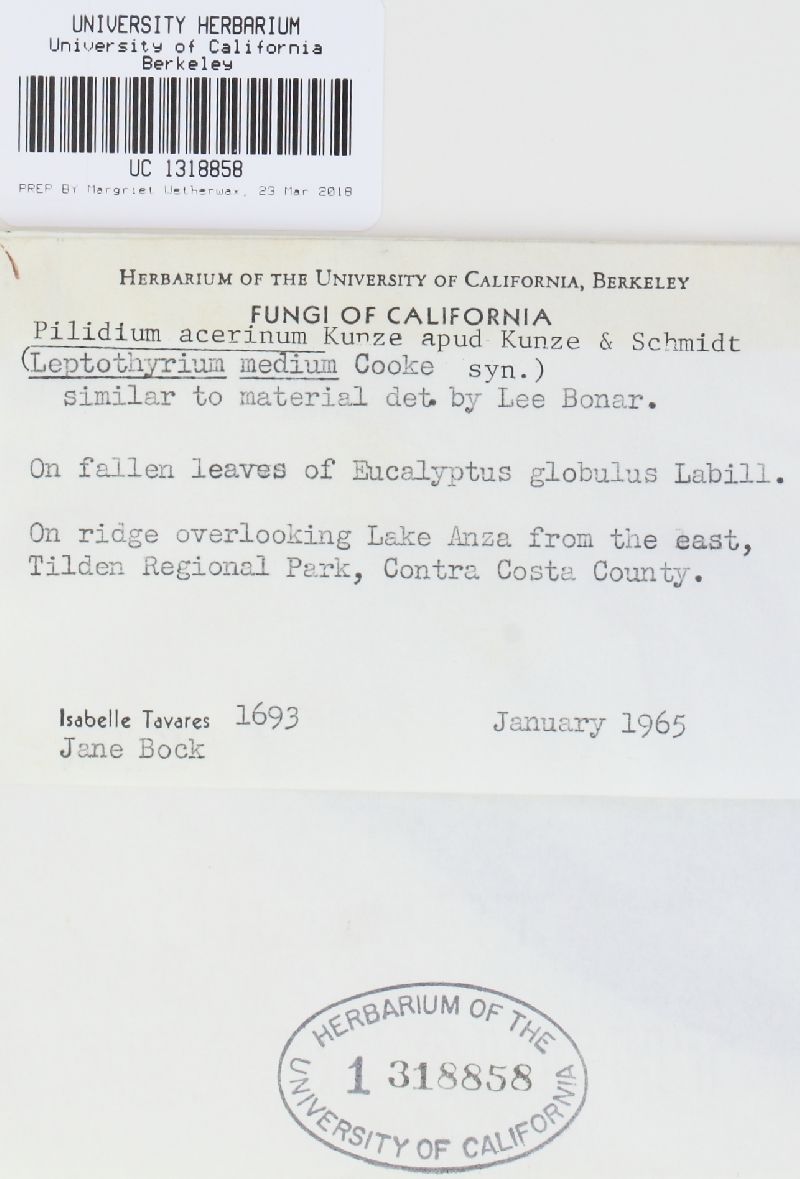 UNIVERSITY HERBARIUM
University of California
Berkeley
UC 1318858
PREP BY Margriet Wetherwax, 23 Mar 2018
HERBARIUM OF THE UNIVERSITY OF CALIFORNIA, BERKELEY
FUNGI OF CALIFORNIA
Pilidium acerinum Kunze apud Kunze & Schmidt
(Leptothyrium medium Cooke syn.)
similar to material det. by Lee Bonar.
On fallen leaves of Eucalyptus globulus Labill.
On ridge overlooking Lake Anza from the east,
Tilden Regional Park, Contra Costa County.
Isabelle Tavares 1693 January 1965
Jane Bock
HERBARIUM OF THE
1 318858
UNIVERSITY OF CALIFORNIA